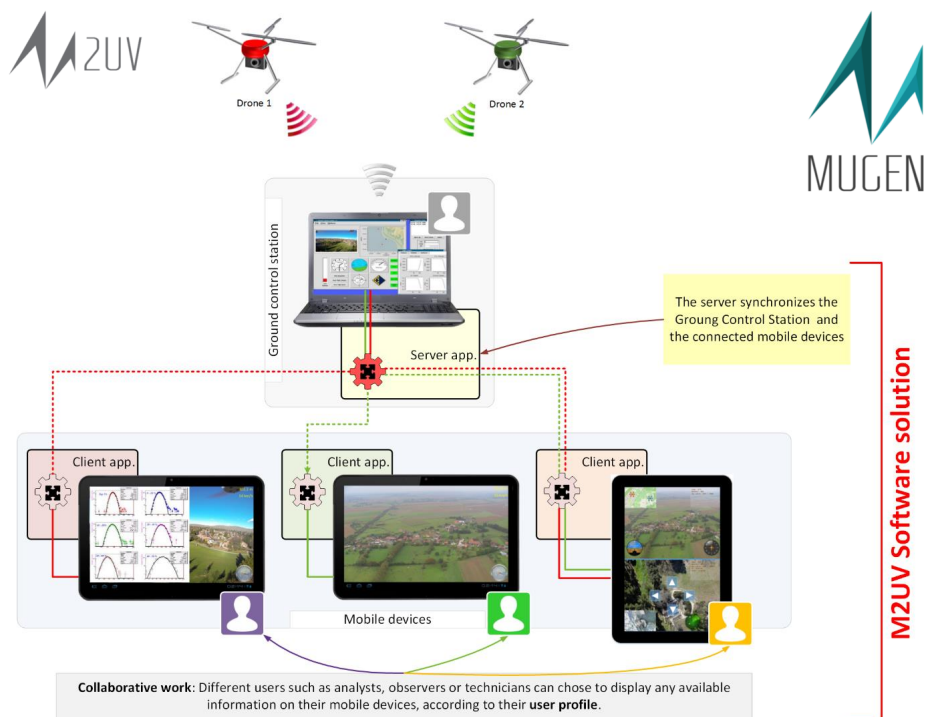 2UV
Drone 1
Drone 2
MUGEN
Ground control station
Server app.
The server synchronizes the
Groung Control Station and
the connected mobile devices
M2UV Software solution
Client app.
Client app.
Client app.
Mobile devices
Collaborative work: Different users such as analysts, observers or technicians can chose to display any available
information on their mobile devices, according to their user profile.